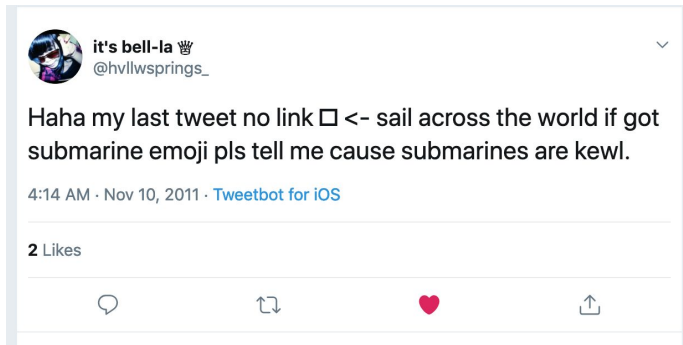 it's bell-la
@hvllwsprings_
Haha my last tweet no link □ <- sail across the world if got
submarine emoji pls tell me cause submarines are kewl.
4:14 AM · Nov 10, 2011 · Tweetbot for iOS
2 Likes